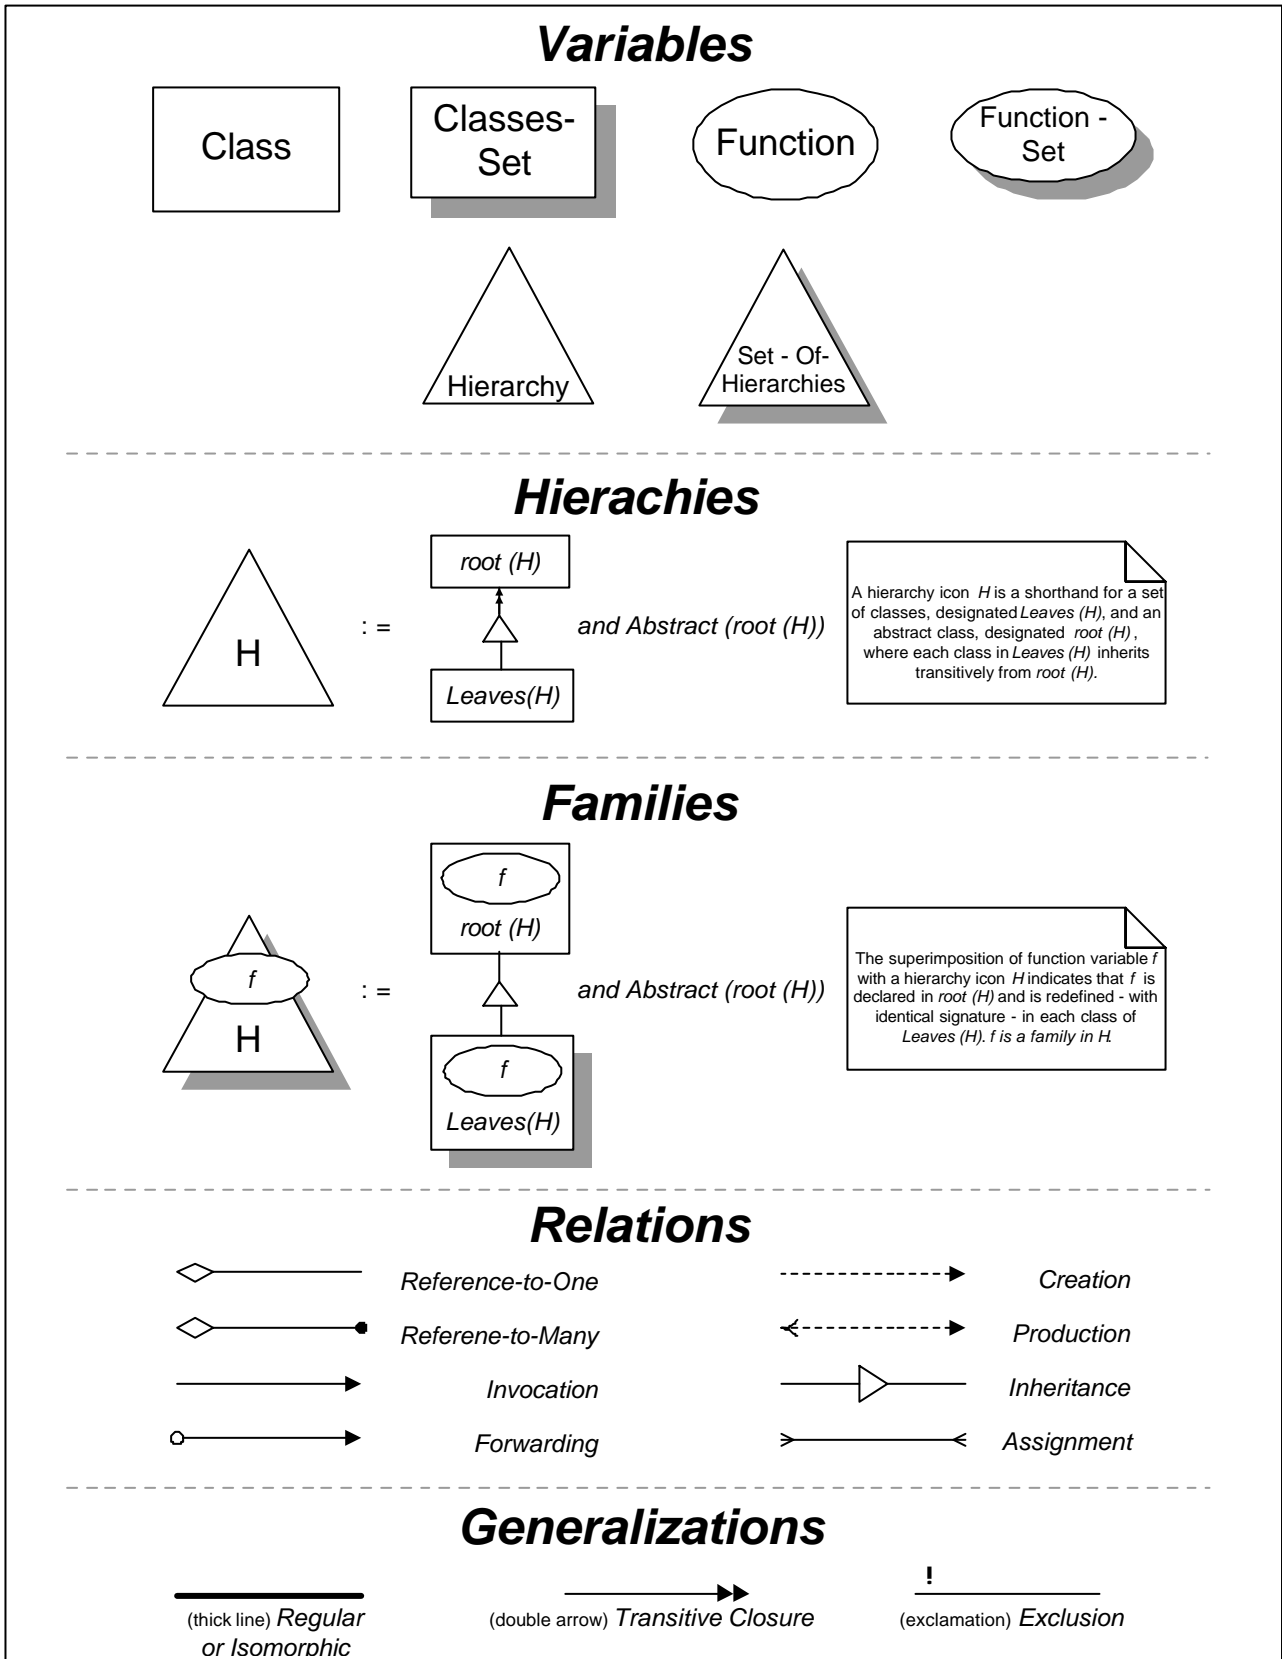 Variables
Class
Classes-
Set
Function
Function -
Set
Hierarchy
Set - Of-
Hierarchies
Hierachies
H
: =
root (H)
Leaves(H)
and Abstract (root (H))
A hierarchy icon H is a shorthand for a set
of classes, designated Leaves (H), and an
abstract class, designated root (H) ,
where each class in Leaves (H) inherits
transitively from root (H).
Families
f
H
: =
f
root (H)
f
Leaves(H)
and Abstract (root (H))
The superimposition of function variable f
with a hierarchy icon H indicates that f is
declared in root (H) and is redefined - with
identical signature - in each class of
Leaves (H). f is a family in H.
Relations
Reference-to-One
Creation
Referene-to-Many
Production
Invocation
Inheritance
Forwarding
Assignment
Generalizations
(thick line) Regular
or Isomorphic
(double arrow) Transitive Closure
!
(exclamation) Exclusion